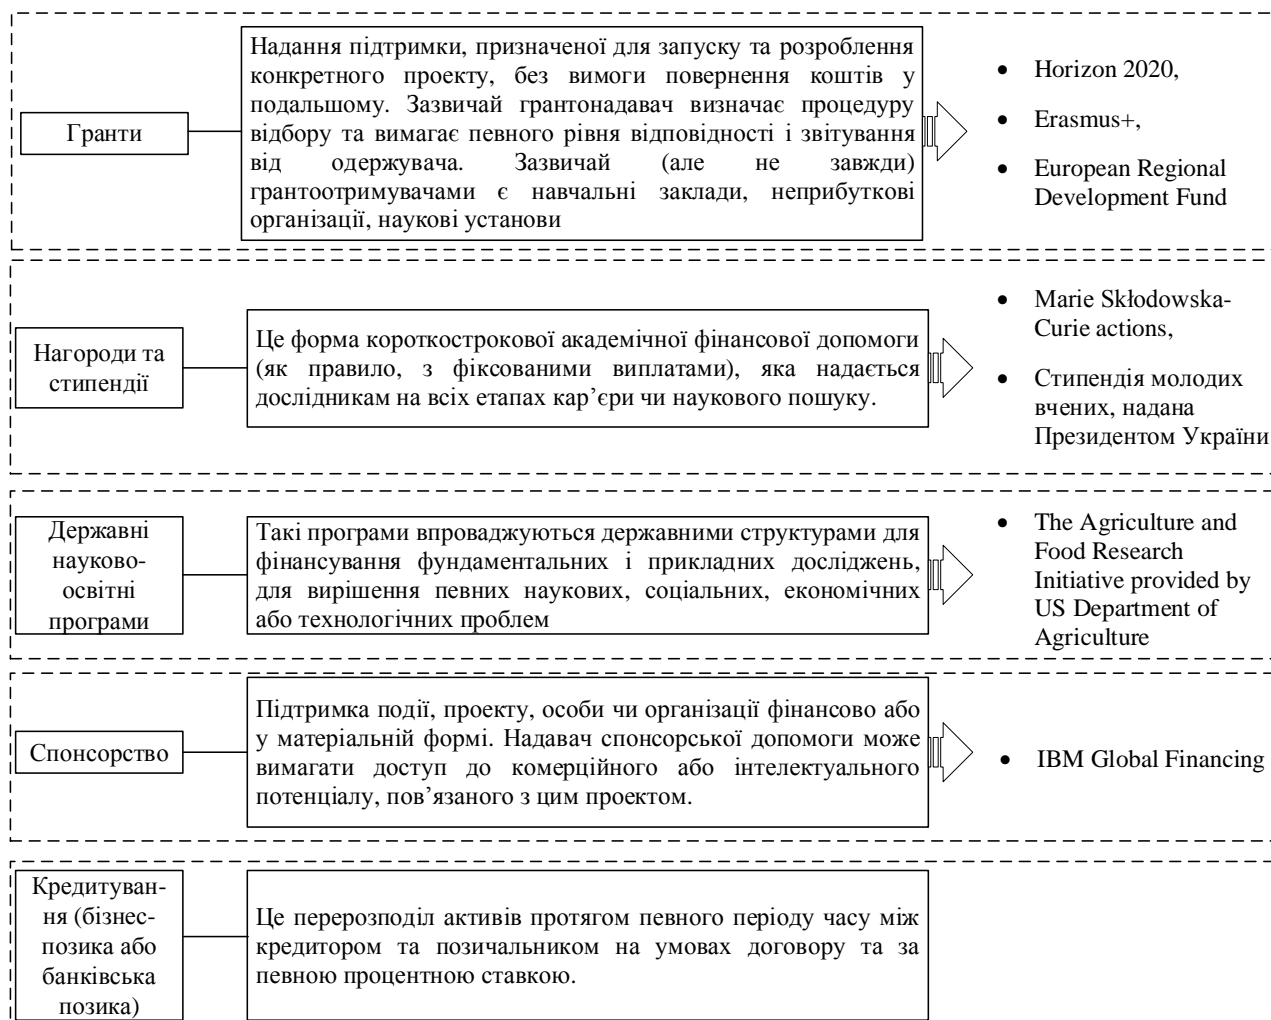 Гранти
Надання підтримки, призначеної для запуску та розроблення
конкретного проекту, без вимоги повернення коштів у
подальшому. Зазвичай грантонадавач визначає процедуру
відбору та вимагає певного рівня відповідності і звітування
від одержувача. Зазвичай (але не завжди)
грантоотримувачами є навчальні заклади, неприбуткові
організації, наукові установи
• Horizon 2020,
• Erasmus+,
• European Regional
Development Fund
Нагороди та
стипендії
Це форма короткострокової академічної фінансової допомоги
(як правило, з фіксованими виплатами), яка надається
дослідникам на всіх етапах кар’єри чи наукового пошуку.
• Marie Skłodowska-
Curie actions,
• Стипендія молодих
вчених, надана
Президентом України
Державні
науково-
освітні
програми
Такі програми впроваджуються державними структурами для
фінансування фундаментальних і прикладних досліджень,
для вирішення певних наукових, соціальних, економічних
або технологічних проблем
• The Agriculture and
Food Research
Initiative provided by
US Department of
Agriculture
Спонсорство
Підтримка події, проекту, особи чи організації фінансово або
у матеріальній формі. Надавач спонсорської допомоги може
вимагати доступ до комерційного або інтелектуального
потенціалу, пов’язаного з цим проектом.
• IBM Global Financing
Кредитуван-
ня (бізнес-
позика або
банківська
позика)
Це перерозподіл активів протягом певного періоду часу між
кредитором та позичальником на умовах договору та за
певною процентною ставкою.